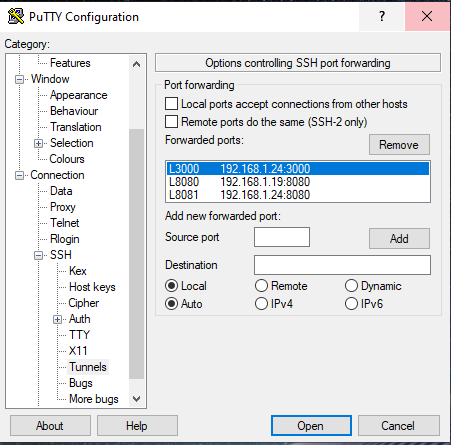 PuTTY Configuration
?
Category:
Features
Window
Appearance
Behaviour
Translation
Selection
Colours
Connection
Data
Proxy
Telnet
Rlogin
SSH
Kex
Host keys
Cipher
Auth
TTY
X11
Tunnels
Bugs
More bugs
Options controlling SSH port forwarding
Port forwarding
Local ports accept connections from other hosts
Remote ports do the same (SSH-2 only)
Forwarded ports:
Remove
L3000 192.168.1.24:3000
L8080 192.168.1.19:8080
L8081 192.168.1.24:8080
Add new forwarded port:
Source port
Add
Destination
Local Remote Dynamic
Auto IPv4 IPv6
About Help Open Cancel